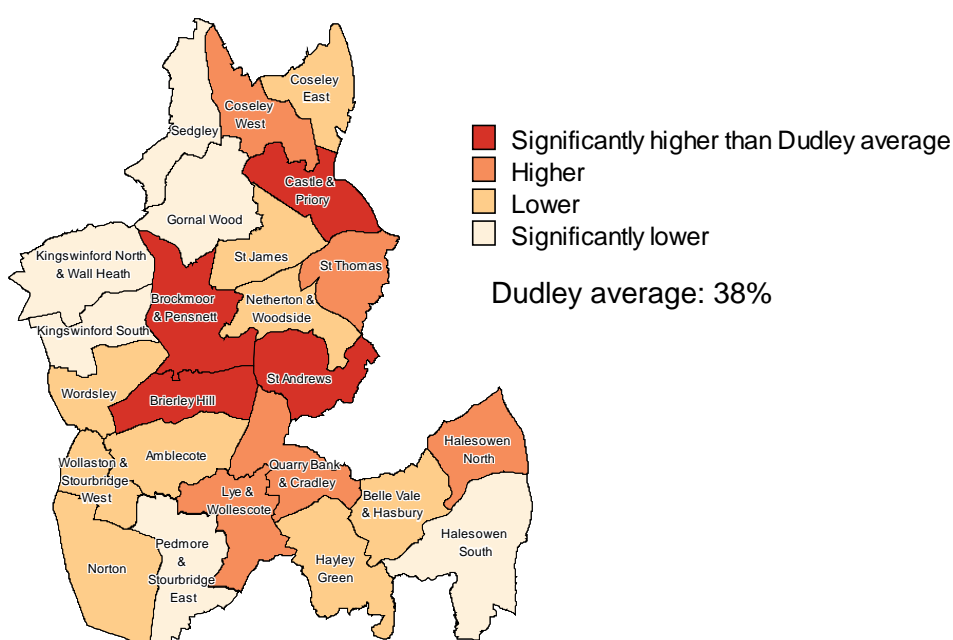 Coseley
East
Coseley
West
Sedgley
Castle &
Priory
Gornal Wood
St James
St Thomas
Kingswinford North
& Wall Heath
Brockmoor
& Pensnett
Netherton &
Woodside
Kingswinford South
St Andrews
Wordsley
Brierley Hill
Halesowen
North
Amblecote
Wollaston &
Stourbridge
West
Quarry Bank
& Cradley
Lye &
Wollescote
Belle Vale
& Hasbury
Halesowen
South
Pedmore
&
Stourbridge
East
Hayley
Green
Norton
Significantly higher than Dudley average
Higher
Lower
Significantly lower
Dudley average: 38%